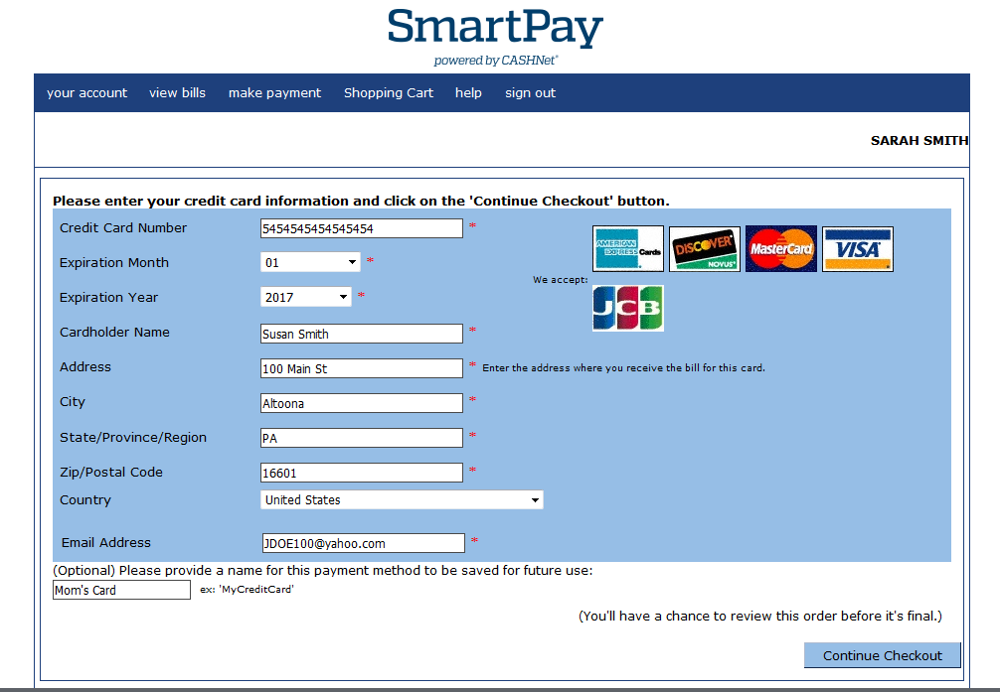 SmartPay
powered by CASHNet®
your account view bills make payment Shopping Cart help sign out
SARAH SMITH
Please enter your credit card information and click on the 'Continue Checkout' button.
Credit Card Number 5454545454545454 *
AMERICAN EXPRESS Cards DISCOVER NOVUS MasterCard VISA
Expiration Month 01 *
We accept:
JCB
Expiration Year 2017 *
Cardholder Name Susan Smith *
Address 100 Main St * Enter the address where you receive the bill for this card.
City Altoona *
State/Province/Region PA *
Zip/Postal Code 16601 *
Country United States
Email Address JDOE100@yahoo.com *
(Optional) Please provide a name for this payment method to be saved for future use:
Mom's Card ex: 'MyCreditCard'
(You'll have a chance to review this order before it's final.)
Continue Checkout